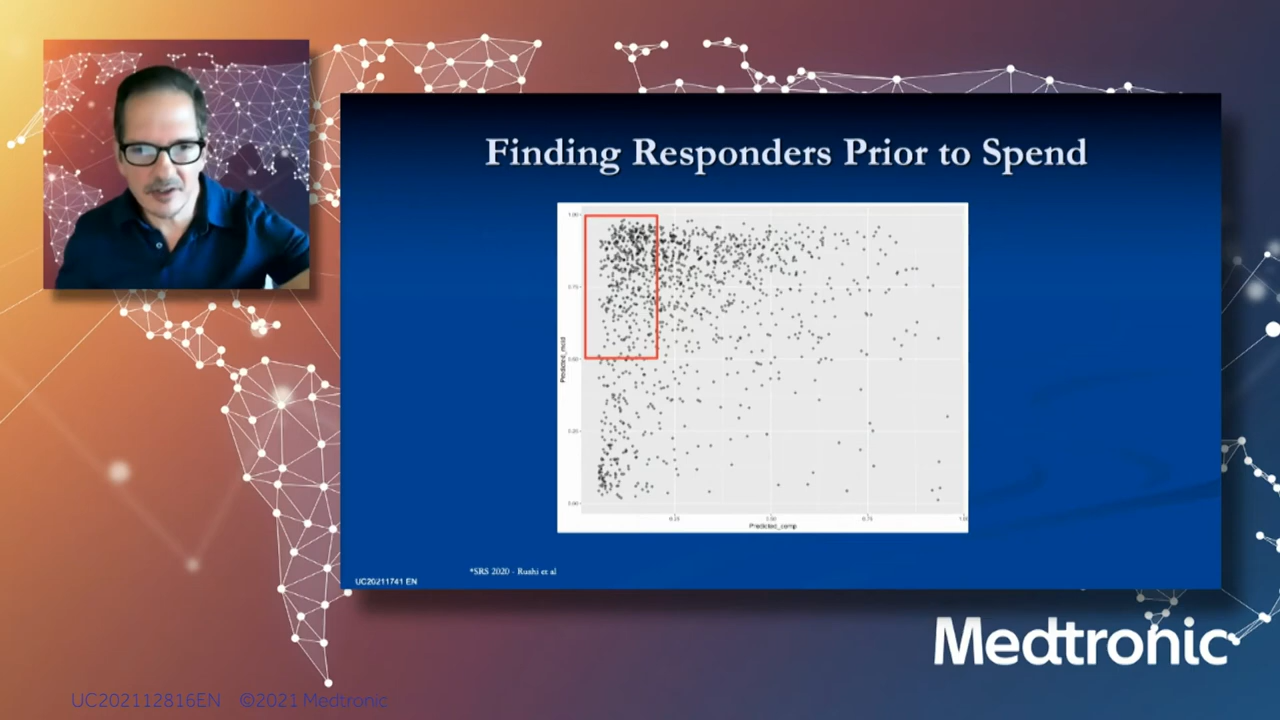 Finding Responders Prior to Spend
1.00
0.75
0.50
0.25
0.00
Predicted_mcid
0.25
0.50
0.75
1.00
Predicted_comp
*SRS 2020 - Rushi et al
UC20211741 EN
Medtronic
UC202112816EN ©2021 Medtronic